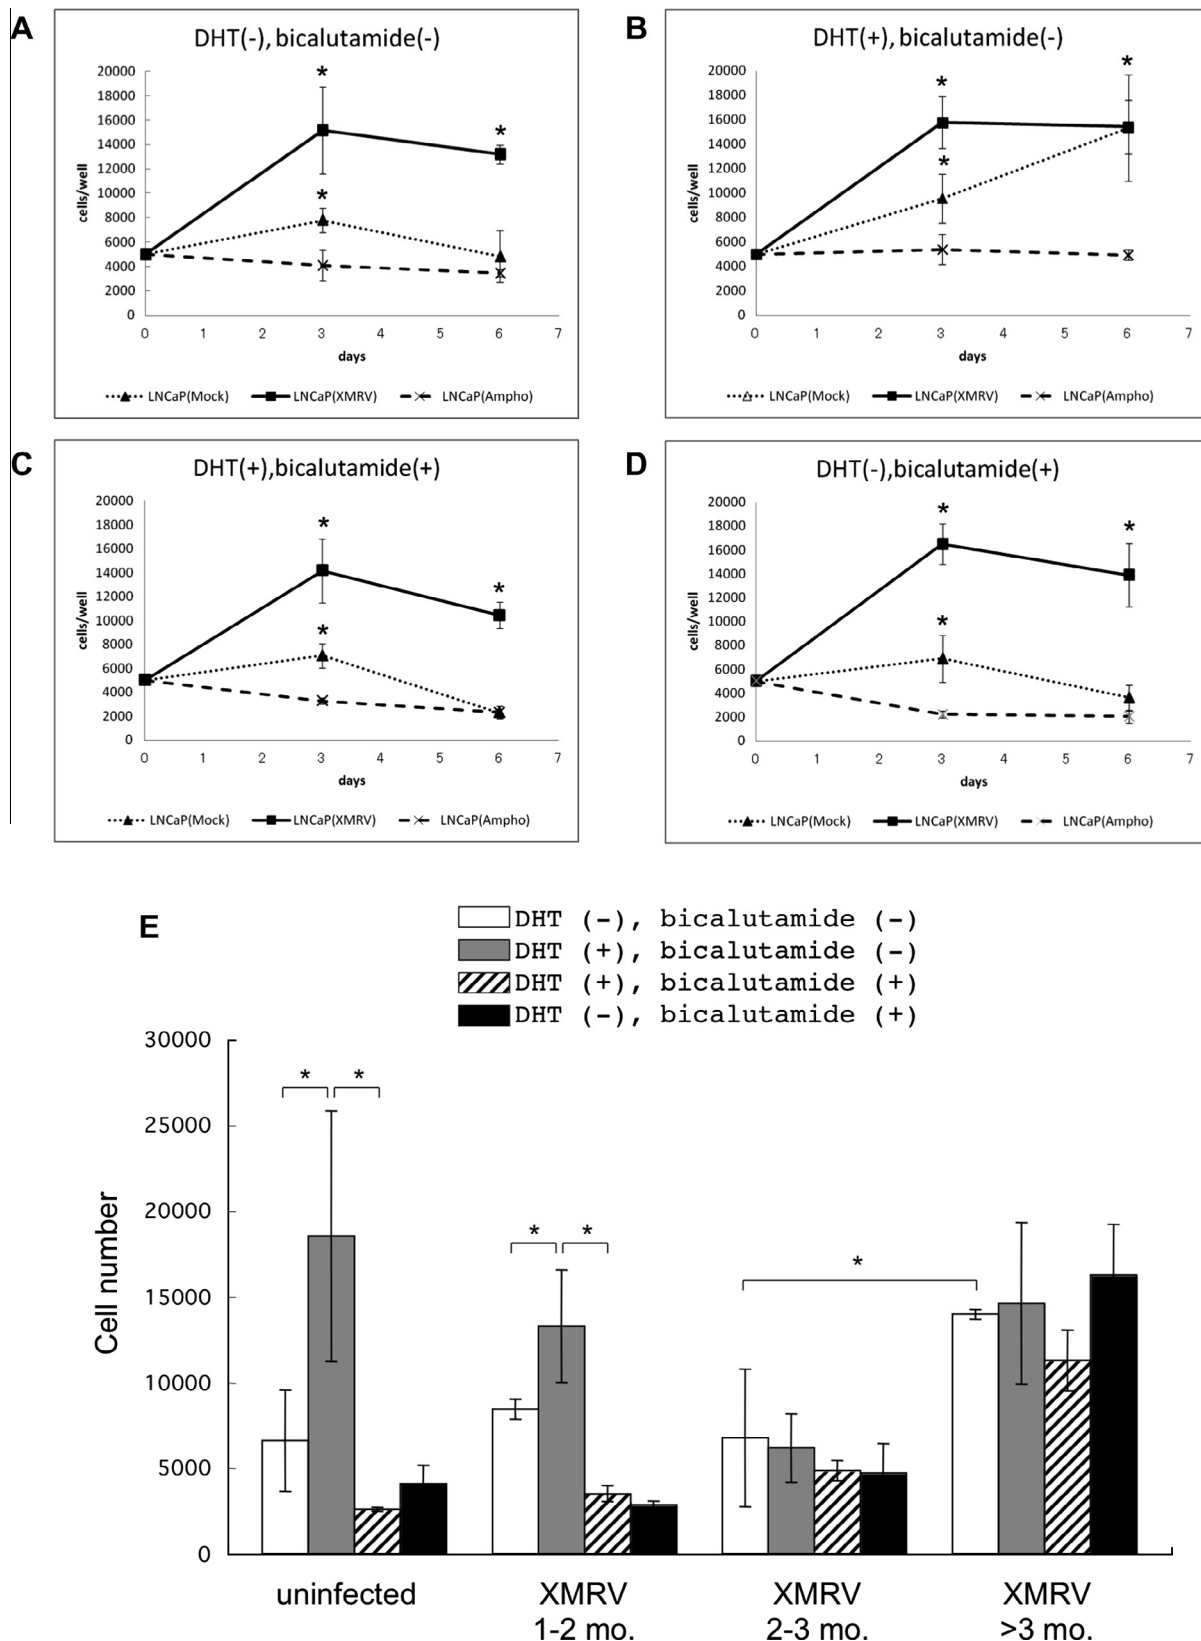 A
DHT(-), bicalutamide(-)
*
*
*
20000
18000
16000
14000
12000
10000
8000
6000
4000
2000
0
cells/well
0 1 2 3 4 5 6 7
days
LNCaP(Mock) LNCaP(XMRV) LNCaP(Ampho)
B
DHT(+), bicalutamide(-)
*
*
*
20000
18000
16000
14000
12000
10000
8000
6000
4000
2000
0
cells/well
0 1 2 3 4 5 6 7
days
LNCaP(Mock) LNCaP(XMRV) LNCaP(Ampho)
C
DHT(+),bicalutamide(+)
*
*
*
20000
18000
16000
14000
12000
10000
8000
6000
4000
2000
0
cells/well
0 1 2 3 4 5 6 7
days
LNCaP(Mock) LNCaP(XMRV) LNCaP(Ampho)
D
DHT(-),bicalutamide(+)
*
*
*
20000
18000
16000
14000
12000
10000
8000
6000
4000
2000
0
cells/well
0 1 2 3 4 5 6 7
days
LNCaP(Mock) LNCaP(XMRV) LNCaP(Ampho)
E
DHT (-), bicalutamide (-)
DHT (+), bicalutamide (-)
DHT (+), bicalutamide (+)
DHT (-), bicalutamide (+)
30000
25000
20000
15000
10000
5000
0
Cell number
* *
* *
*
uninfected
XMRV
1-2 mo.
XMRV
2-3 mo.
XMRV
>3 mo.